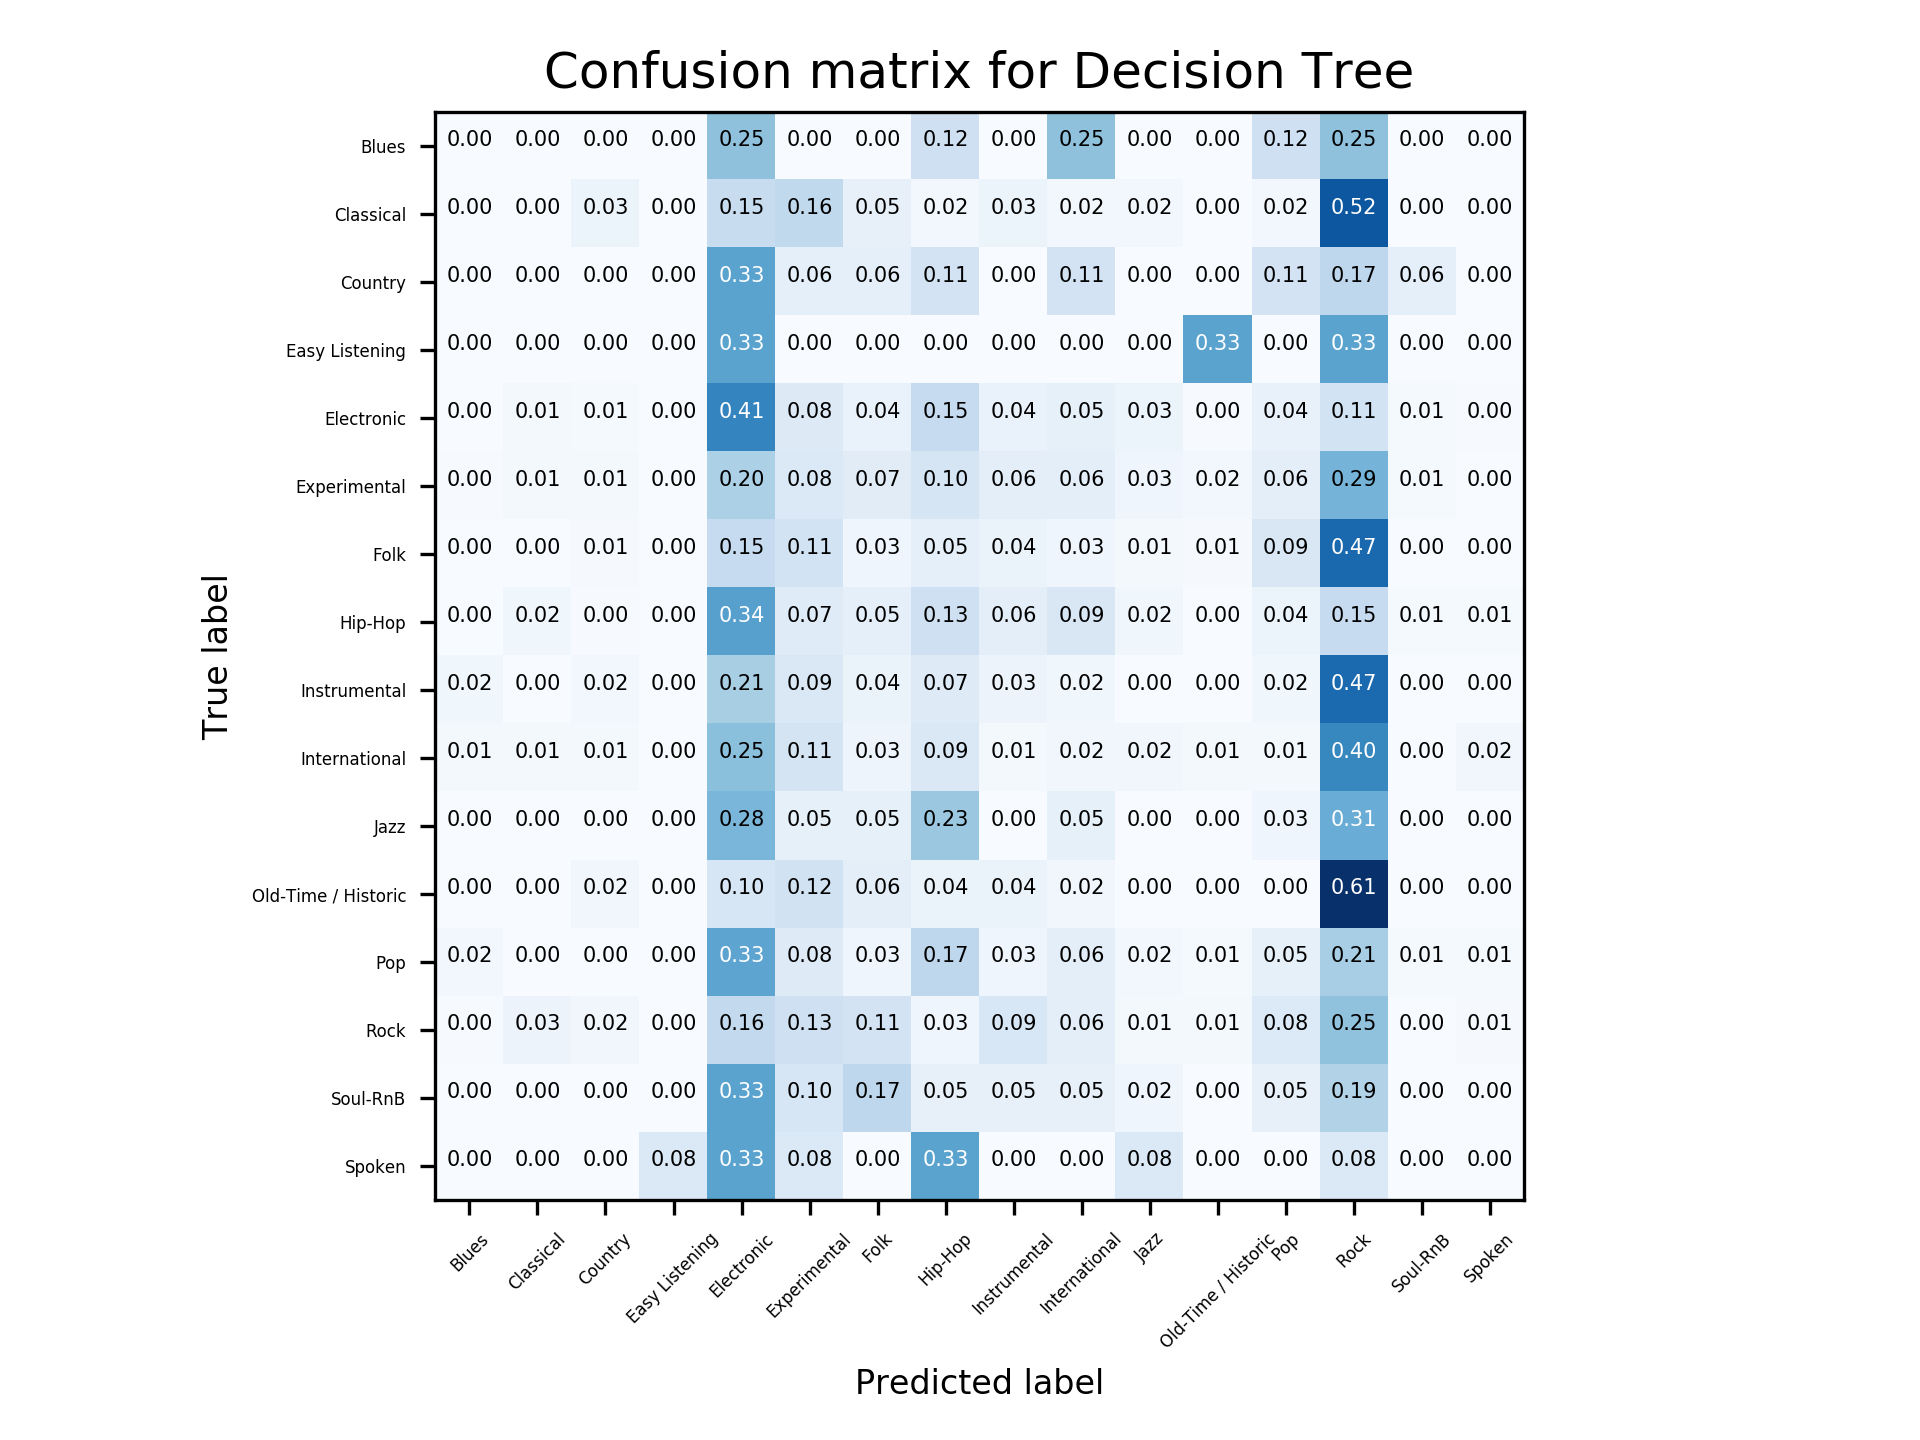 Confusion matrix for Decision Tree
Blues 0.00 0.00 0.00 0.00 0.25 0.00 0.00 0.12 0.00 0.25 0.00 0.00 0.12 0.25 0.00 0.00
Classical 0.00 0.00 0.03 0.00 0.15 0.16 0.05 0.02 0.03 0.02 0.02 0.00 0.02 0.52 0.00 0.00
Country 0.00 0.00 0.00 0.00 0.33 0.06 0.06 0.11 0.00 0.11 0.00 0.00 0.11 0.17 0.06 0.00
Easy Listening 0.00 0.00 0.00 0.00 0.33 0.00 0.00 0.00 0.00 0.00 0.00 0.33 0.00 0.33 0.00 0.00
Electronic 0.00 0.01 0.01 0.00 0.41 0.08 0.04 0.15 0.04 0.05 0.03 0.00 0.04 0.11 0.01 0.00
Experimental 0.00 0.01 0.01 0.00 0.20 0.08 0.07 0.10 0.06 0.06 0.03 0.02 0.06 0.29 0.01 0.00
Folk 0.00 0.00 0.01 0.00 0.15 0.11 0.03 0.05 0.04 0.03 0.01 0.01 0.09 0.47 0.00 0.00
Hip-Hop 0.00 0.02 0.00 0.00 0.34 0.07 0.05 0.13 0.06 0.09 0.02 0.00 0.04 0.15 0.01 0.01
Instrumental 0.02 0.00 0.02 0.00 0.21 0.09 0.04 0.07 0.03 0.02 0.00 0.00 0.02 0.47 0.00 0.00
International 0.01 0.01 0.01 0.00 0.25 0.11 0.03 0.09 0.01 0.02 0.02 0.01 0.01 0.40 0.00 0.02
Jazz 0.00 0.00 0.00 0.00 0.28 0.05 0.05 0.23 0.00 0.05 0.00 0.00 0.03 0.31 0.00 0.00
Old-Time / Historic 0.00 0.00 0.02 0.00 0.10 0.12 0.06 0.04 0.04 0.02 0.00 0.00 0.00 0.61 0.00 0.00
Pop 0.02 0.00 0.00 0.00 0.33 0.08 0.03 0.17 0.03 0.06 0.02 0.01 0.05 0.21 0.01 0.01
Rock 0.00 0.03 0.02 0.00 0.16 0.13 0.11 0.03 0.09 0.06 0.01 0.01 0.08 0.25 0.00 0.01
Soul-RnB 0.00 0.00 0.00 0.00 0.33 0.10 0.17 0.05 0.05 0.05 0.02 0.00 0.05 0.19 0.00 0.00
Spoken 0.00 0.00 0.00 0.08 0.33 0.08 0.00 0.33 0.00 0.00 0.08 0.00 0.00 0.08 0.00 0.00
True label
Blues Classical Country Easy Listening Electronic Experimental Folk Hip-Hop Instrumental International Jazz Old-Time / Historic Pop Rock Soul-RnB Spoken
Predicted label